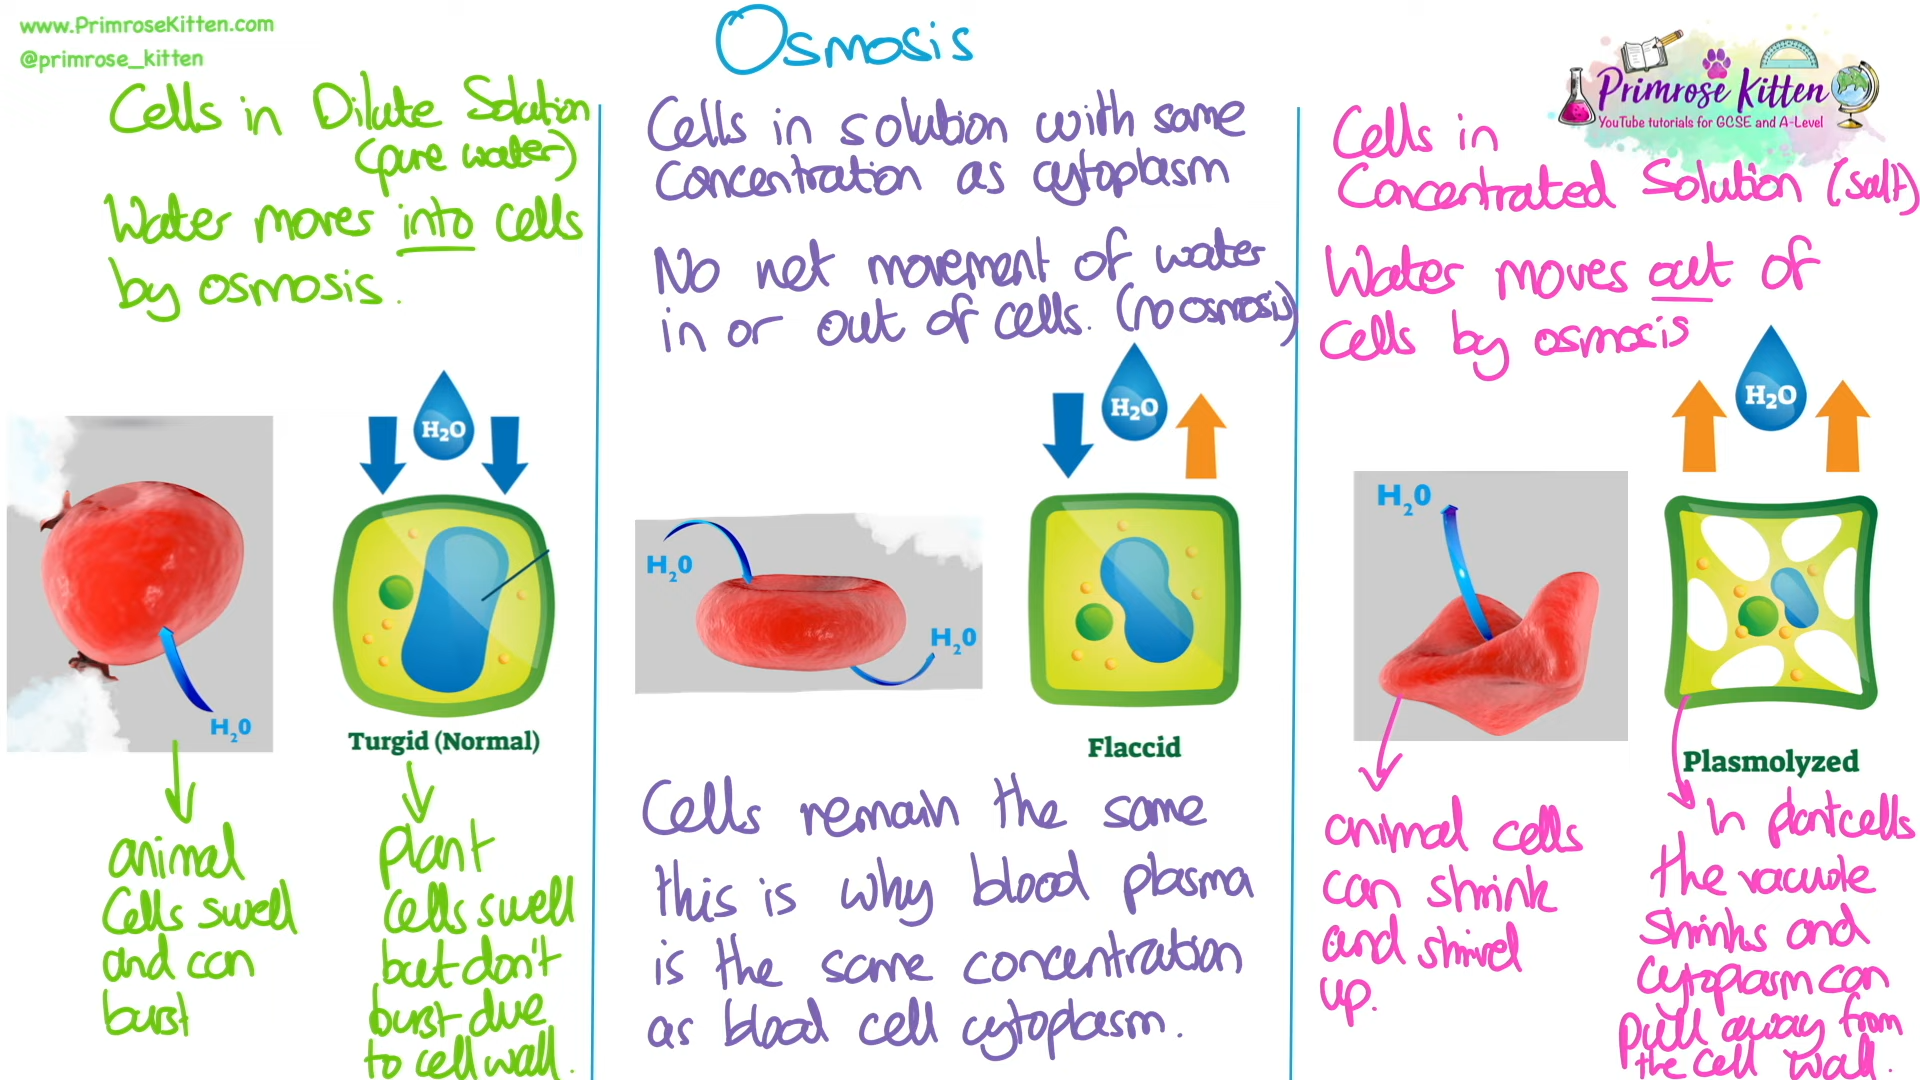 www.PrimroseKitten.com
@primrose_kitten
Osmosis
Primrose Kitten
YouTube tutorials for GCSE and A-Level
Cells in Dilute Solution
(pure water)
Water moves into cells
by osmosis.
H₂O
H₂0
Turgid (Normal)
animal
Cells swell
and can
burst
plant
cells swell
but don't
burst due
to cell wall.
Cells in solution with same
concentration as cytoplasm
No net movement of water
in or out of cells. (no osmosis)
H₂O
H₂0
H₂0
Flaccid
Cells remain the same
this is why blood plasma
is the same concentration
as blood cell cytoplasm.
Cells in
Concentrated Solution (salt)
Water moves out of
cells by osmosis
H₂O
H₂0
Plasmolyzed
animal cells
can shrink
and shrivel
up.
In plant cells
the vacuole
shrinks and
cytoplasm can
pull away from
the cell wall.